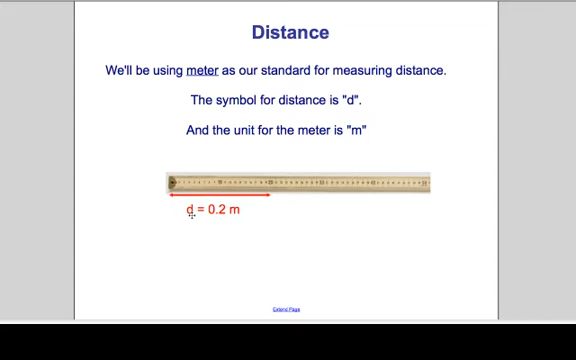 Distance
We'll be using meter as our standard for measuring distance.
The symbol for distance is "d".
And the unit for the meter is "m"
d = 0.2 m
Extend Page